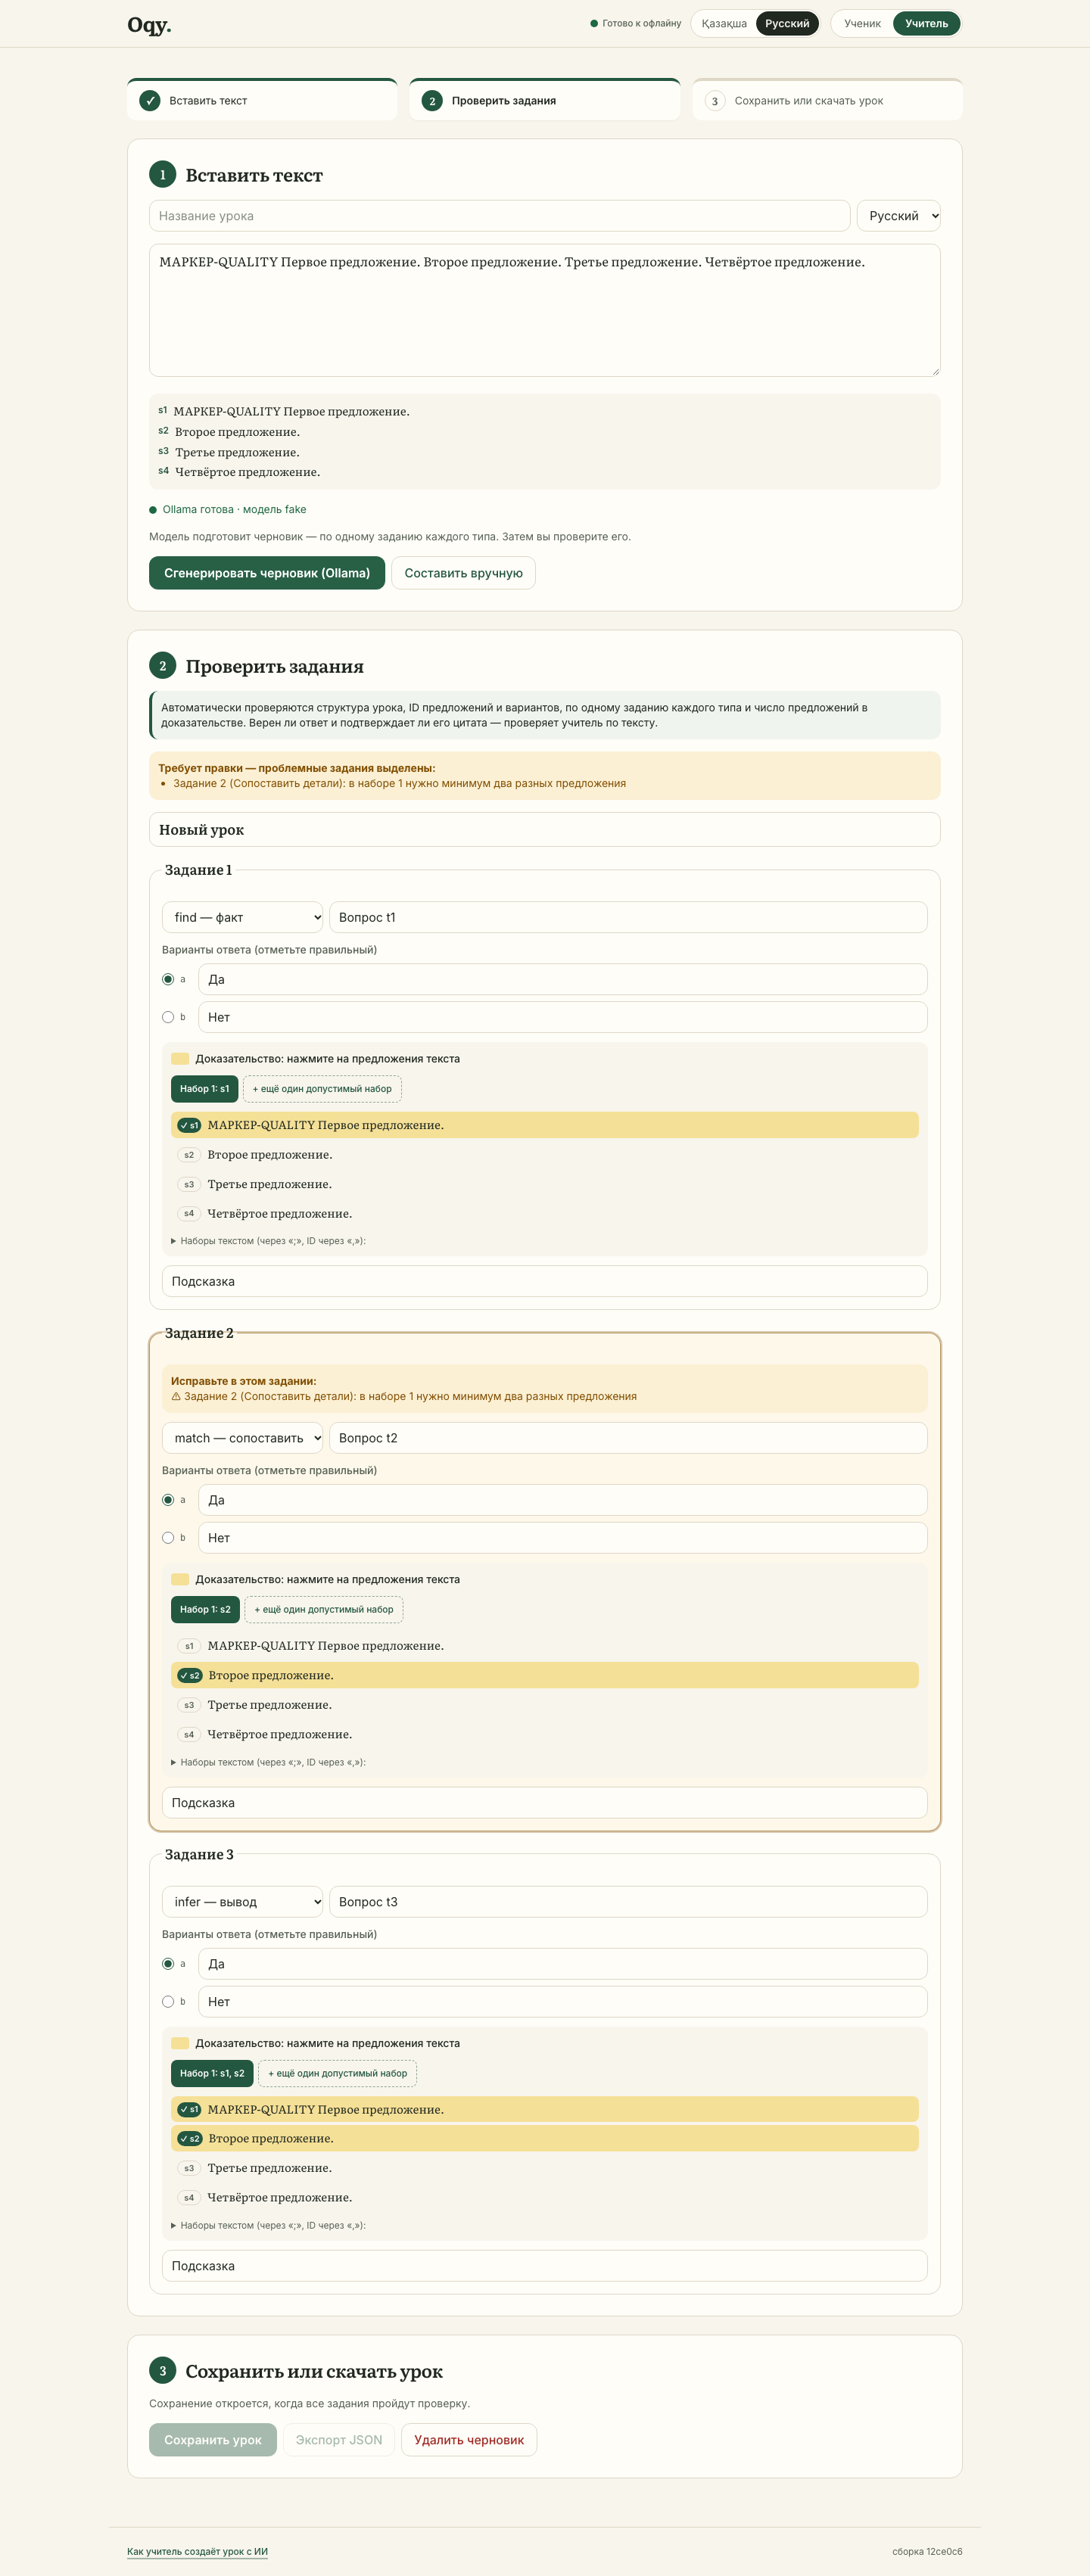 Oqy.
Готово к офлайну
Қазақша
Русский
Ученик
Учитель
✓ Вставить текст
2 Проверить задания
3 Сохранить или скачать урок
1 Вставить текст
Название урока
Русский
МАРКЕР-QUALITY Первое предложение. Второе предложение. Третье предложение. Четвёртое предложение.
s1 МАРКЕР-QUALITY Первое предложение.
s2 Второе предложение.
s3 Третье предложение.
s4 Четвёртое предложение.
Ollama готова · модель fake
Модель подготовит черновик — по одному заданию каждого типа. Затем вы проверите его.
Сгенерировать черновик (Ollama)
Составить вручную
2 Проверить задания
Автоматически проверяются структура урока, ID предложений и вариантов, по одному заданию каждого типа и число предложений в
доказательстве. Верен ли ответ и подтверждает ли его цитата — проверяет учитель по тексту.
Требует правки — проблемные задания выделены:
• Задание 2 (Сопоставить детали): в наборе 1 нужно минимум два разных предложения
Новый урок
Задание 1
find — факт
Вопрос t1
Варианты ответа (отметьте правильный)
a Да
b Нет
Доказательство: нажмите на предложения текста
Набор 1: s1
+ ещё один допустимый набор
✓ s1 МАРКЕР-QUALITY Первое предложение.
s2 Второе предложение.
s3 Третье предложение.
s4 Четвёртое предложение.
▶ Наборы текстом (через «;», ID через «,»):
Подсказка
Задание 2
Исправьте в этом задании:
⚠ Задание 2 (Сопоставить детали): в наборе 1 нужно минимум два разных предложения
match — сопоставить
Вопрос t2
Варианты ответа (отметьте правильный)
a Да
b Нет
Доказательство: нажмите на предложения текста
Набор 1: s2
+ ещё один допустимый набор
s1 МАРКЕР-QUALITY Первое предложение.
✓ s2 Второе предложение.
s3 Третье предложение.
s4 Четвёртое предложение.
▶ Наборы текстом (через «;», ID через «,»):
Подсказка
Задание 3
infer — вывод
Вопрос t3
Варианты ответа (отметьте правильный)
a Да
b Нет
Доказательство: нажмите на предложения текста
Набор 1: s1, s2
+ ещё один допустимый набор
✓ s1 МАРКЕР-QUALITY Первое предложение.
✓ s2 Второе предложение.
s3 Третье предложение.
s4 Четвёртое предложение.
▶ Наборы текстом (через «;», ID через «,»):
Подсказка
3 Сохранить или скачать урок
Сохранение откроется, когда все задания пройдут проверку.
Сохранить урок
Экспорт JSON
Удалить черновик
Как учитель создаёт урок с ИИ
сборка 12ce0c6